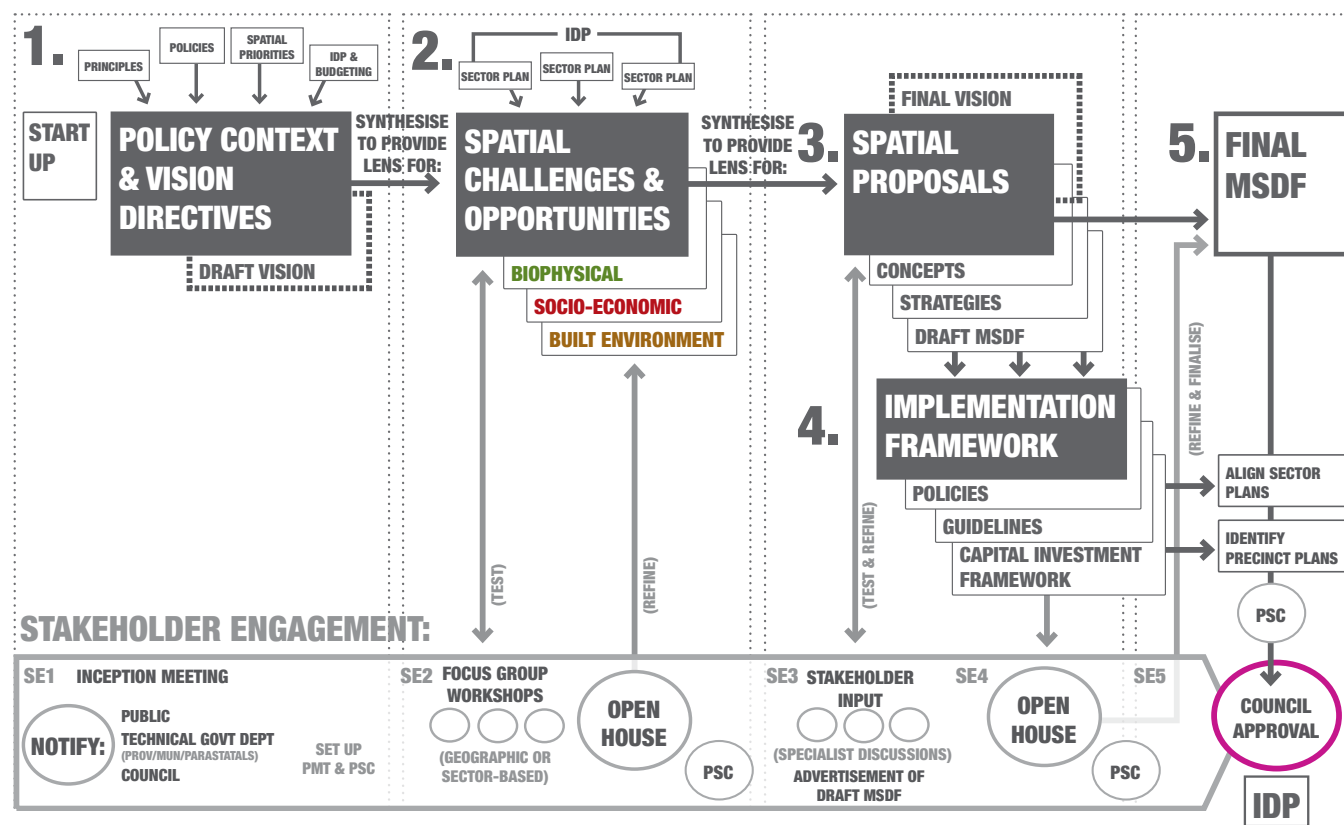 1.
PRINCIPLES
POLICIES
SPATIAL
PRIORITIES
IDP &
BUDGETING
START
UP
POLICY CONTEXT
& VISION
DIRECTIVES
DRAFT VISION
SYNTHESISE
TO PROVIDE
LENS FOR:
2.
IDP
SECTOR PLAN
SECTOR PLAN
SECTOR PLAN
SPATIAL
CHALLENGES &
OPPORTUNITIES
BIOPHYSICAL
SOCIO-ECONOMIC
BUILT ENVIRONMENT
(TEST)
(REFINE)
SYNTHESISE
TO PROVIDE
LENS FOR:
3.
FINAL VISION
SPATIAL
PROPOSALS
CONCEPTS
STRATEGIES
DRAFT MSDF
4.
IMPLEMENTATION
FRAMEWORK
POLICIES
GUIDELINES
CAPITAL INVESTMENT
FRAMEWORK
(TEST & REFINE)
(REFINE & FINALISE)
5.
FINAL
MSDF
ALIGN SECTOR
PLANS
IDENTIFY
PRECINCT PLANS
PSC
STAKEHOLDER ENGAGEMENT:
SE1 INCEPTION MEETING
NOTIFY:
PUBLIC
TECHNICAL GOVT DEPT
(PROV/MUN/PARASTATALS)
COUNCIL
SET UP
PMT & PSC
SE2 FOCUS GROUP
WORKSHOPS
(GEOGRAPHIC OR
SECTOR-BASED)
OPEN
HOUSE
PSC
SE3 STAKEHOLDER
INPUT
(SPECIALIST DISCUSSIONS)
ADVERTISEMENT OF
DRAFT MSDF
SE4
OPEN
HOUSE
PSC
SE5
COUNCIL
APPROVAL
IDP